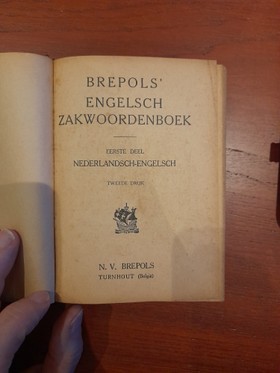 BREPOLS'
ENGELSCH
ZAKWOORDENBOEK
EERSTE DEEL
NEDERLANDSCH-ENGELSCH
TWEEDE DRUK
N. V. BREPOLS
TURNHOUT (België)